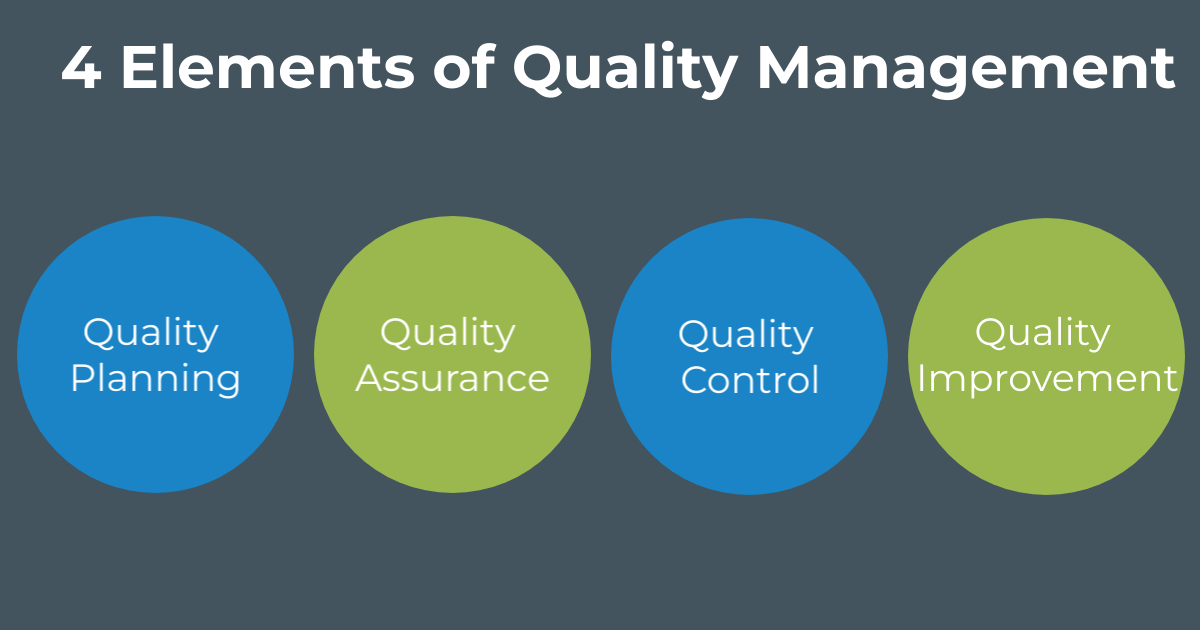 4 Elements of Quality Management
Quality
Planning
Quality
Assurance
Quality
Control
Quality
Improvement